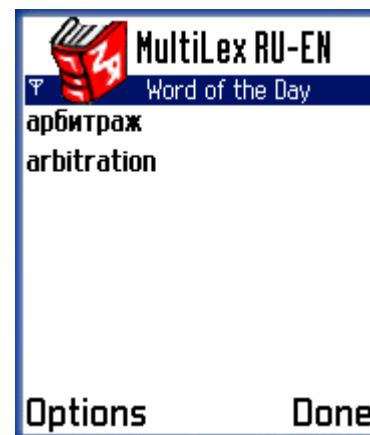 MultiLex RU-EN
Word of the Day
арбитраж
arbitration
Options Done